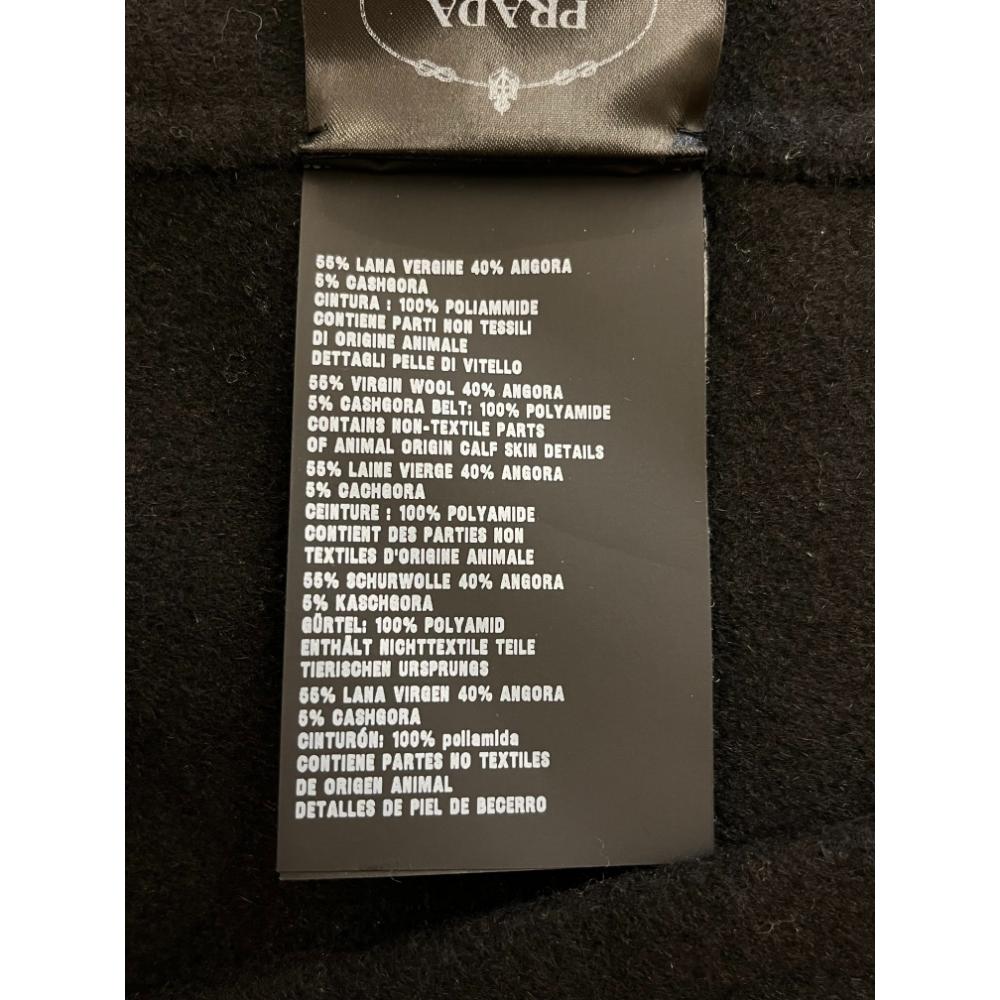 PRADA
55% LANA VERGINE 40% ANGORA
5% CASHGORA
CINTURA : 100% POLIAMMIDE
CONTIENE PARTI NON TESSILI
DI ORIGINE ANIMALE
DETTAGLI PELLE DI VITELLO
55% VIRGIN WOOL 40% ANGORA
5% CASHGORA BELT: 100% POLYAMIDE
CONTAINS NON-TEXTILE PARTS
OF ANIMAL ORIGIN CALF SKIN DETAILS
55% LAINE VIERGE 40% ANGORA
5% CACHGORA
CEINTURE : 100% POLYAMIDE
CONTIENT DES PARTIES NON
TEXTILES D'ORIGINE ANIMALE
55% SCHURWOLLE 40% ANGORA
5% KASCHGORA
GÜRTEL: 100% POLYAMID
ENTHÄLT NICHTTEXTILE TEILE
TIERISCHEN URSPRUNGS
55% LANA VIRGEN 40% ANGORA
5% CASHGORA
CINTURÓN: 100% poliamida
CONTIENE PARTES NO TEXTILES
DE ORIGEN ANIMAL
DETALLES DE PIEL DE BECERRO